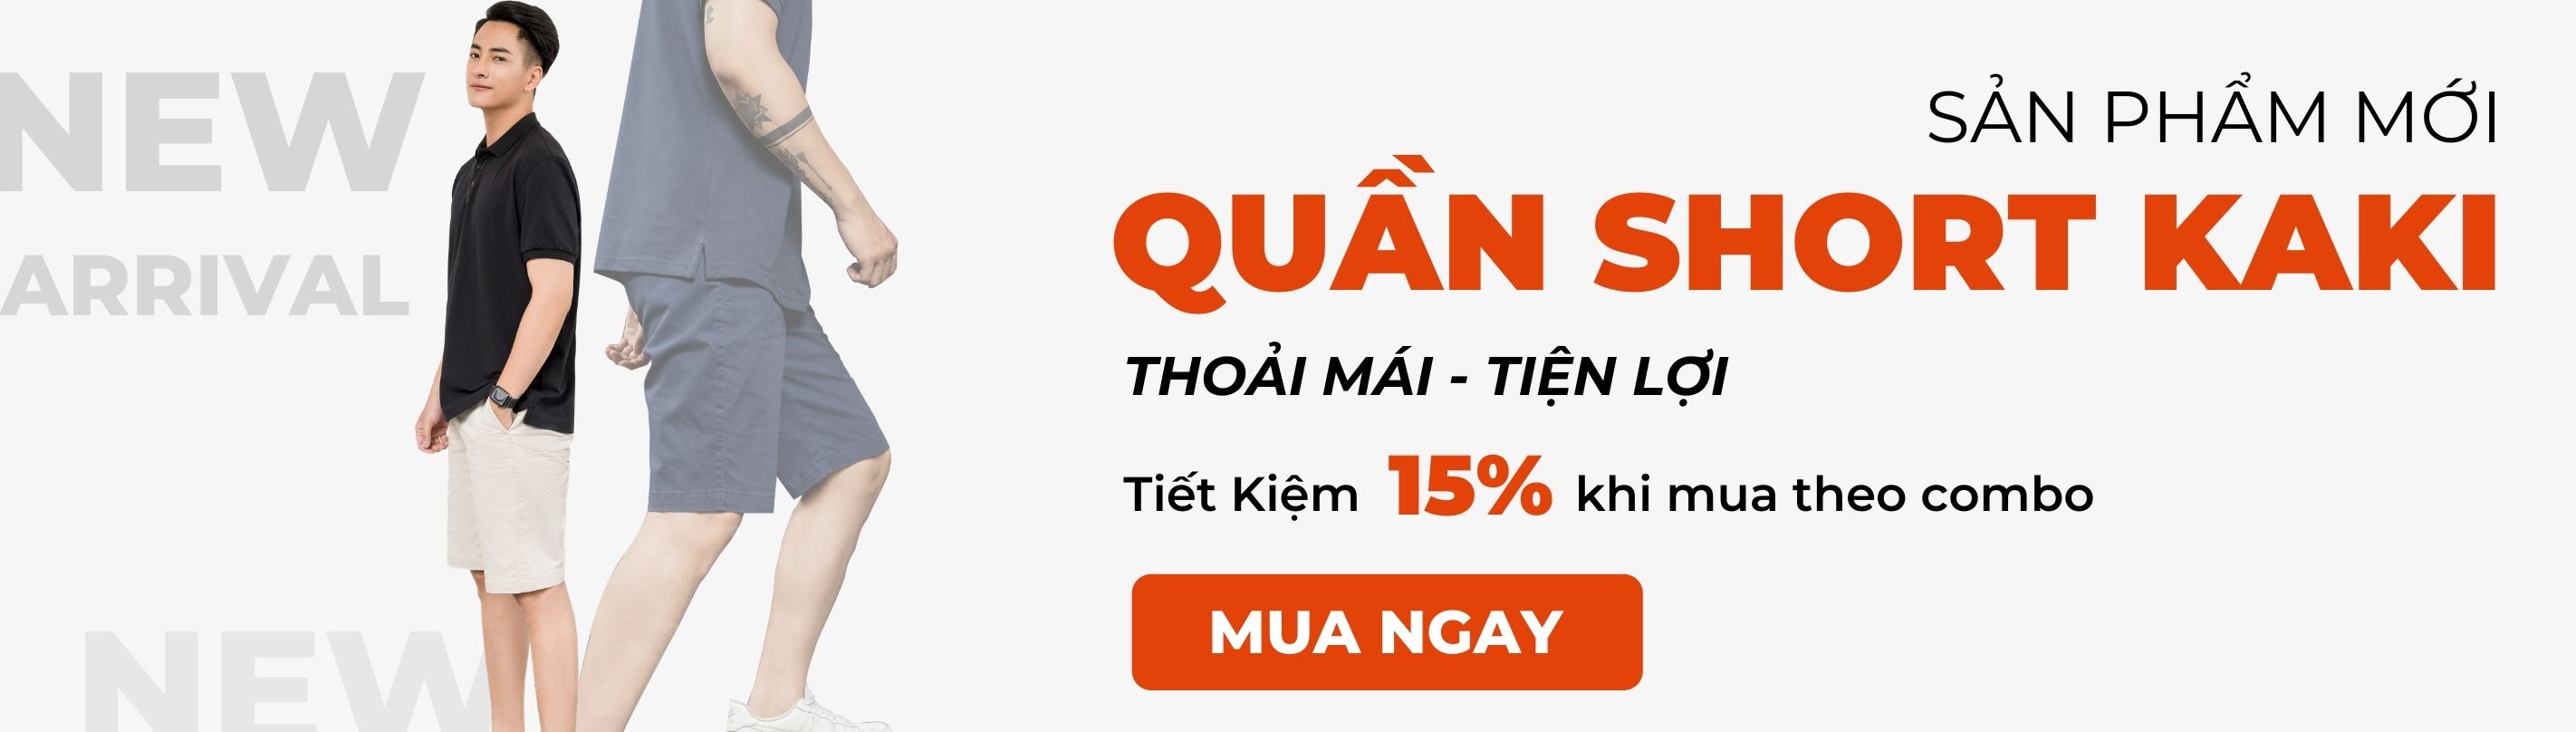 NEW
ARRIVAL
NEW
SẢN PHẨM MỚI
QUẦN SHORT KAKI
THOẢI MÁI - TIỆN LỢI
Tiết Kiệm 15% khi mua theo combo
MUA NGAY